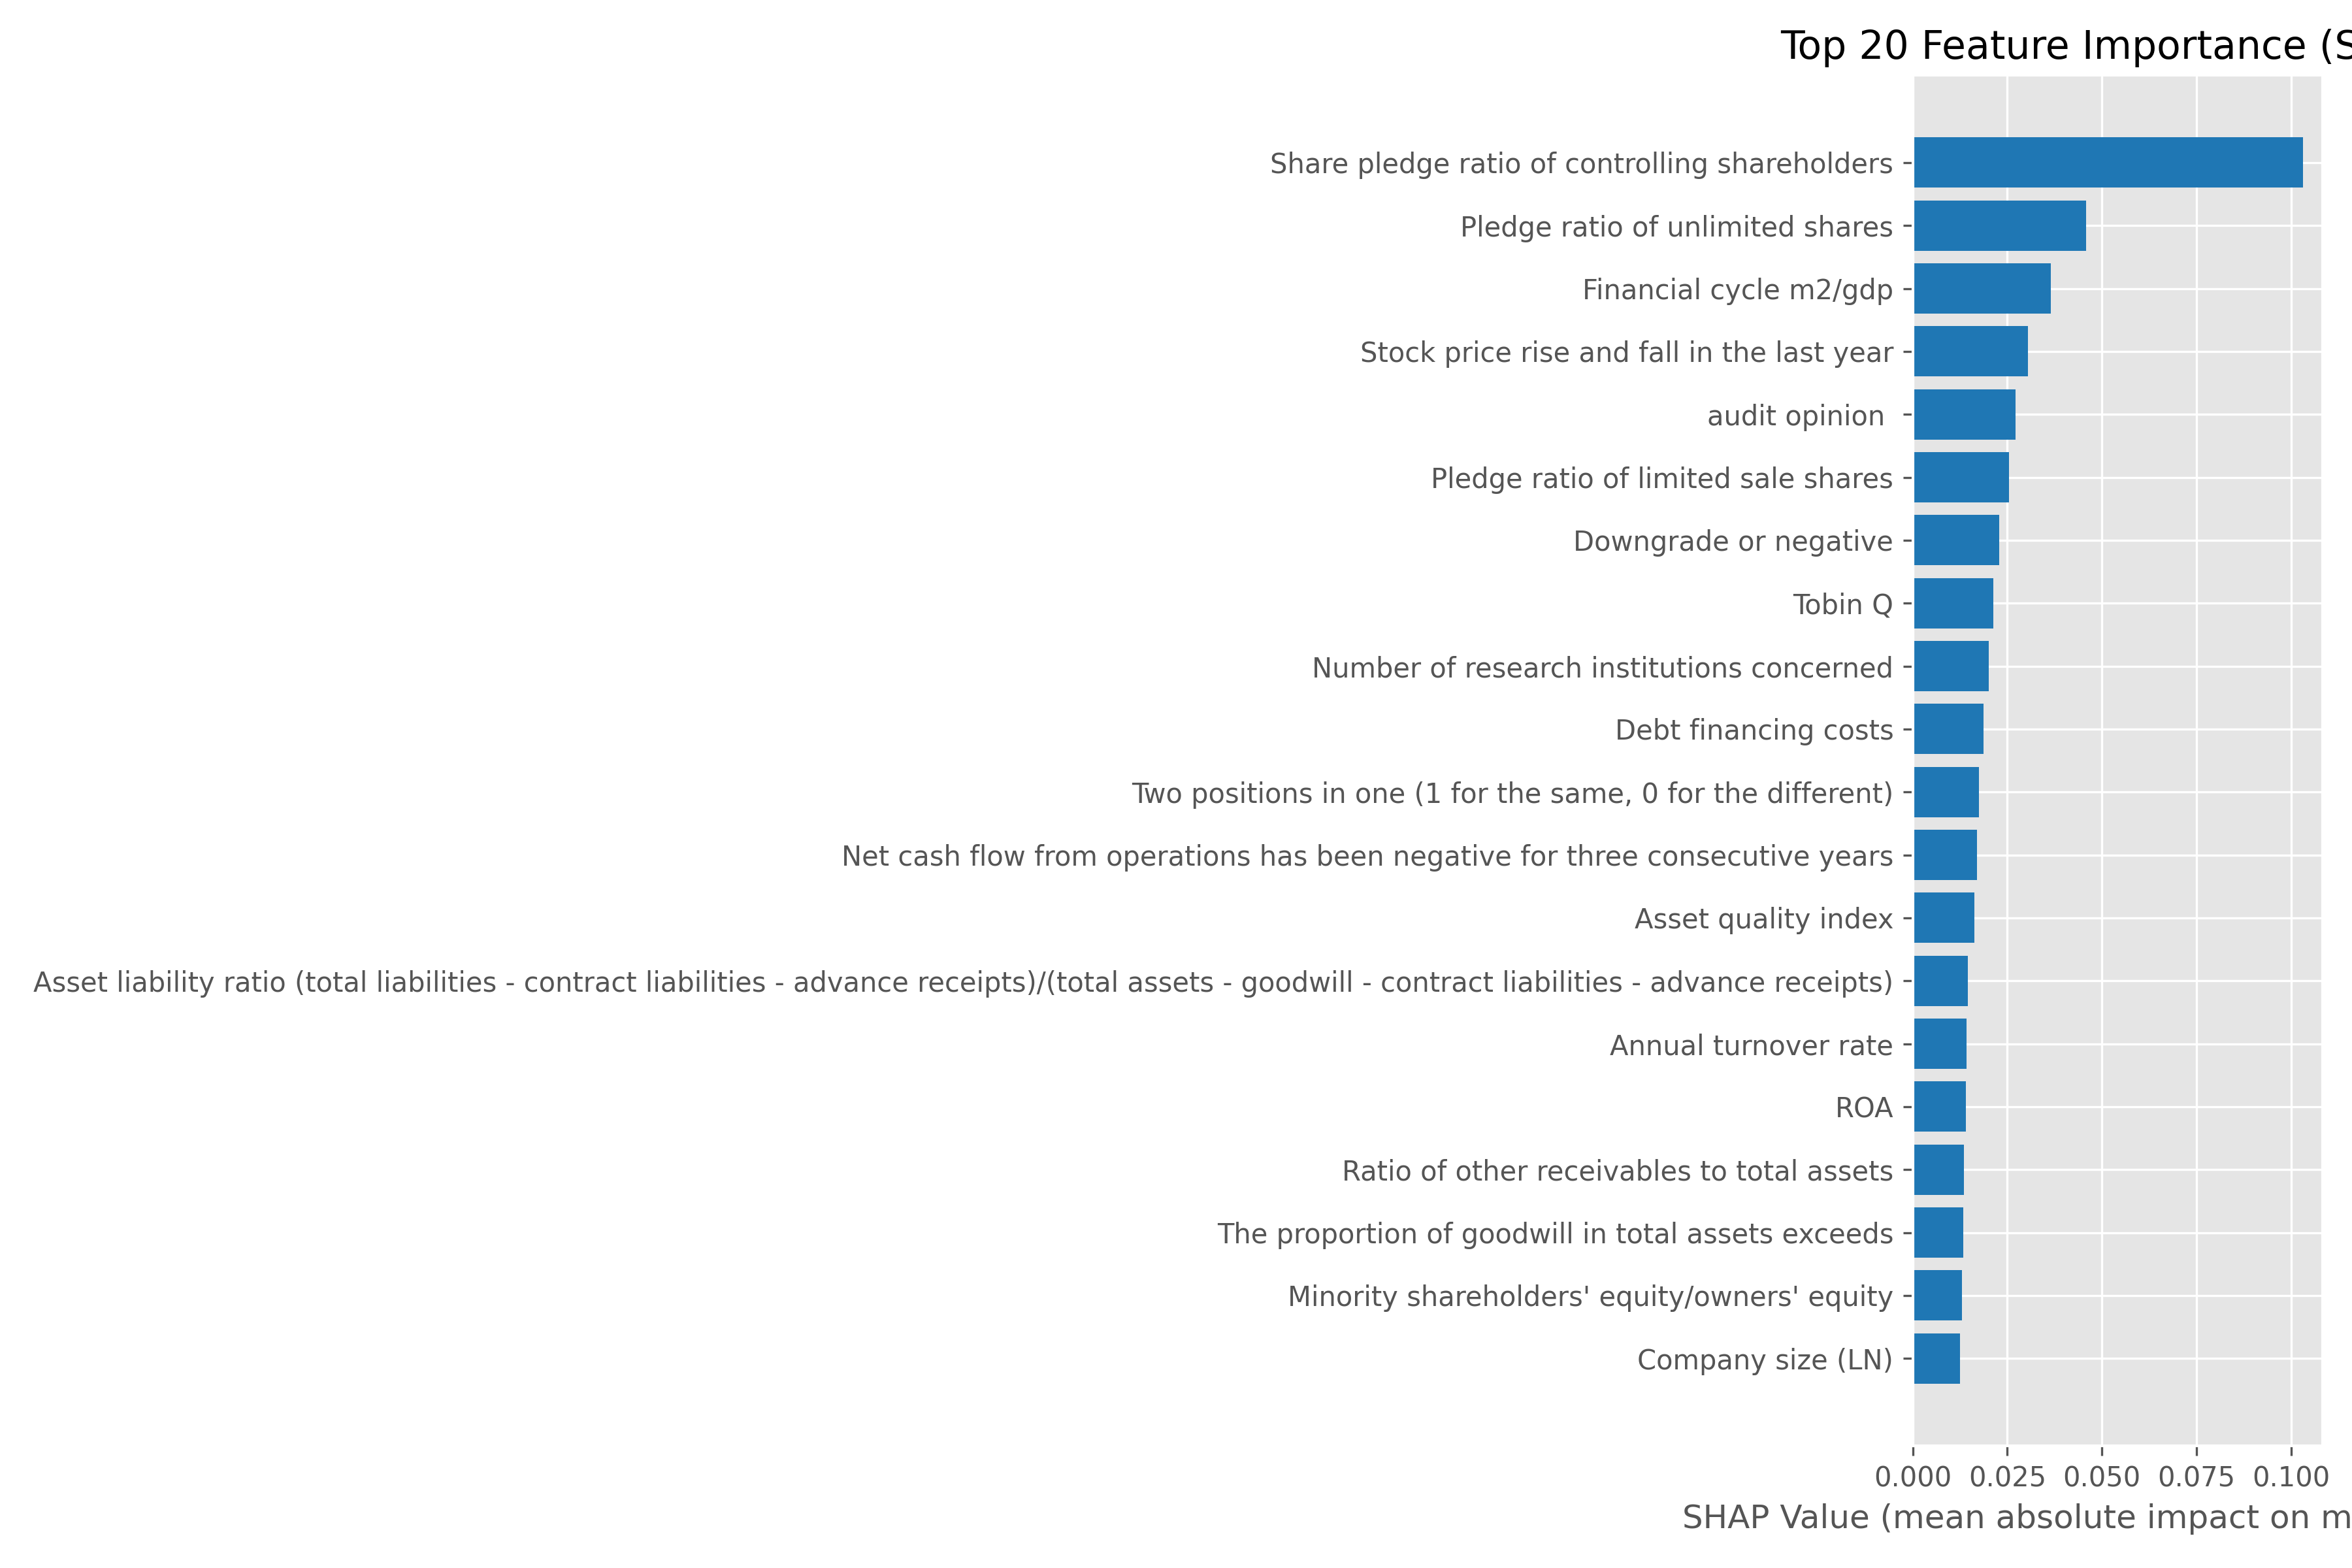 Top 20 Feature Importance (S
Share pledge ratio of controlling shareholders
Pledge ratio of unlimited shares
Financial cycle m2/gdp
Stock price rise and fall in the last year
audit opinion
Pledge ratio of limited sale shares
Downgrade or negative
Tobin Q
Number of research institutions concerned
Debt financing costs
Two positions in one (1 for the same, 0 for the different)
Net cash flow from operations has been negative for three consecutive years
Asset quality index
Asset liability ratio (total liabilities - contract liabilities - advance receipts)/(total assets - goodwill - contract liabilities - advance receipts)
Annual turnover rate
ROA
Ratio of other receivables to total assets
The proportion of goodwill in total assets exceeds
Minority shareholders' equity/owners' equity
Company size (LN)
0.000 0.025 0.050 0.075 0.100
SHAP Value (mean absolute impact on m